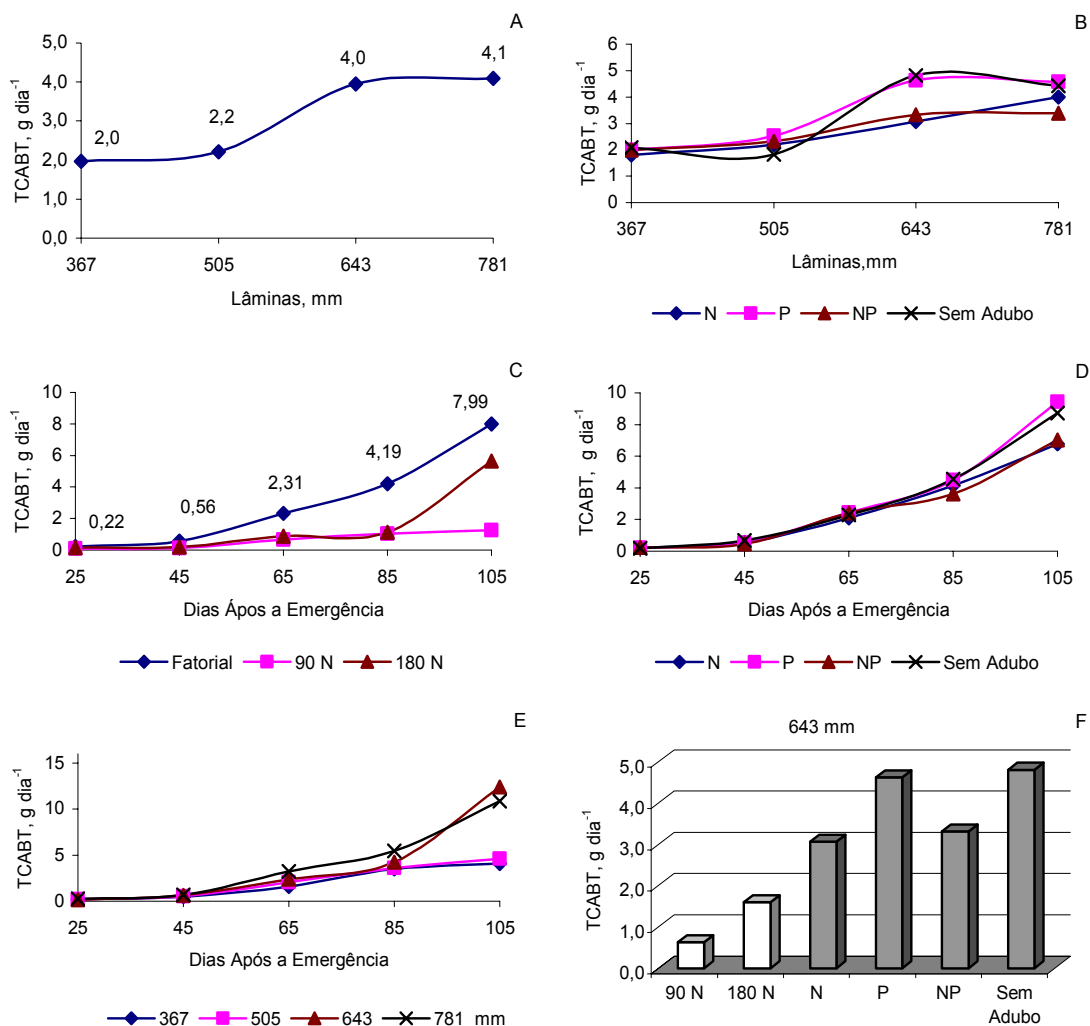 A
TCABT, g dia-1
5,0
4,0
3,0
2,0
1,0
0,0
2,0
2,2
4,0
4,1
367 505 643 781
Lâminas, mm
B
TCABT, g dia-1
6
5
4
3
2
1
0
367 505 643 781
Lâminas,mm
N P NP Sem Adubo
C
TCABT, g dia-1
10
8
6
4
2
0
0,22
0,56
2,31
4,19
7,99
25 45 65 85 105
Dias Ápos a Emergência
Fatorial 90 N 180 N
D
TCABT, g dia-1
10
8
6
4
2
0
25 45 65 85 105
Dias Após a Emergência
N P NP Sem Adubo
E
TCABT, g dia-1
15
10
5
0
25 45 65 85 105
Dias Após a Emergência
367 505 643 781 mm
F
643 mm
TCABT, g dia-1
5,0
4,0
3,0
2,0
1,0
0,0
90 N 180 N N P NP Sem
Adubo